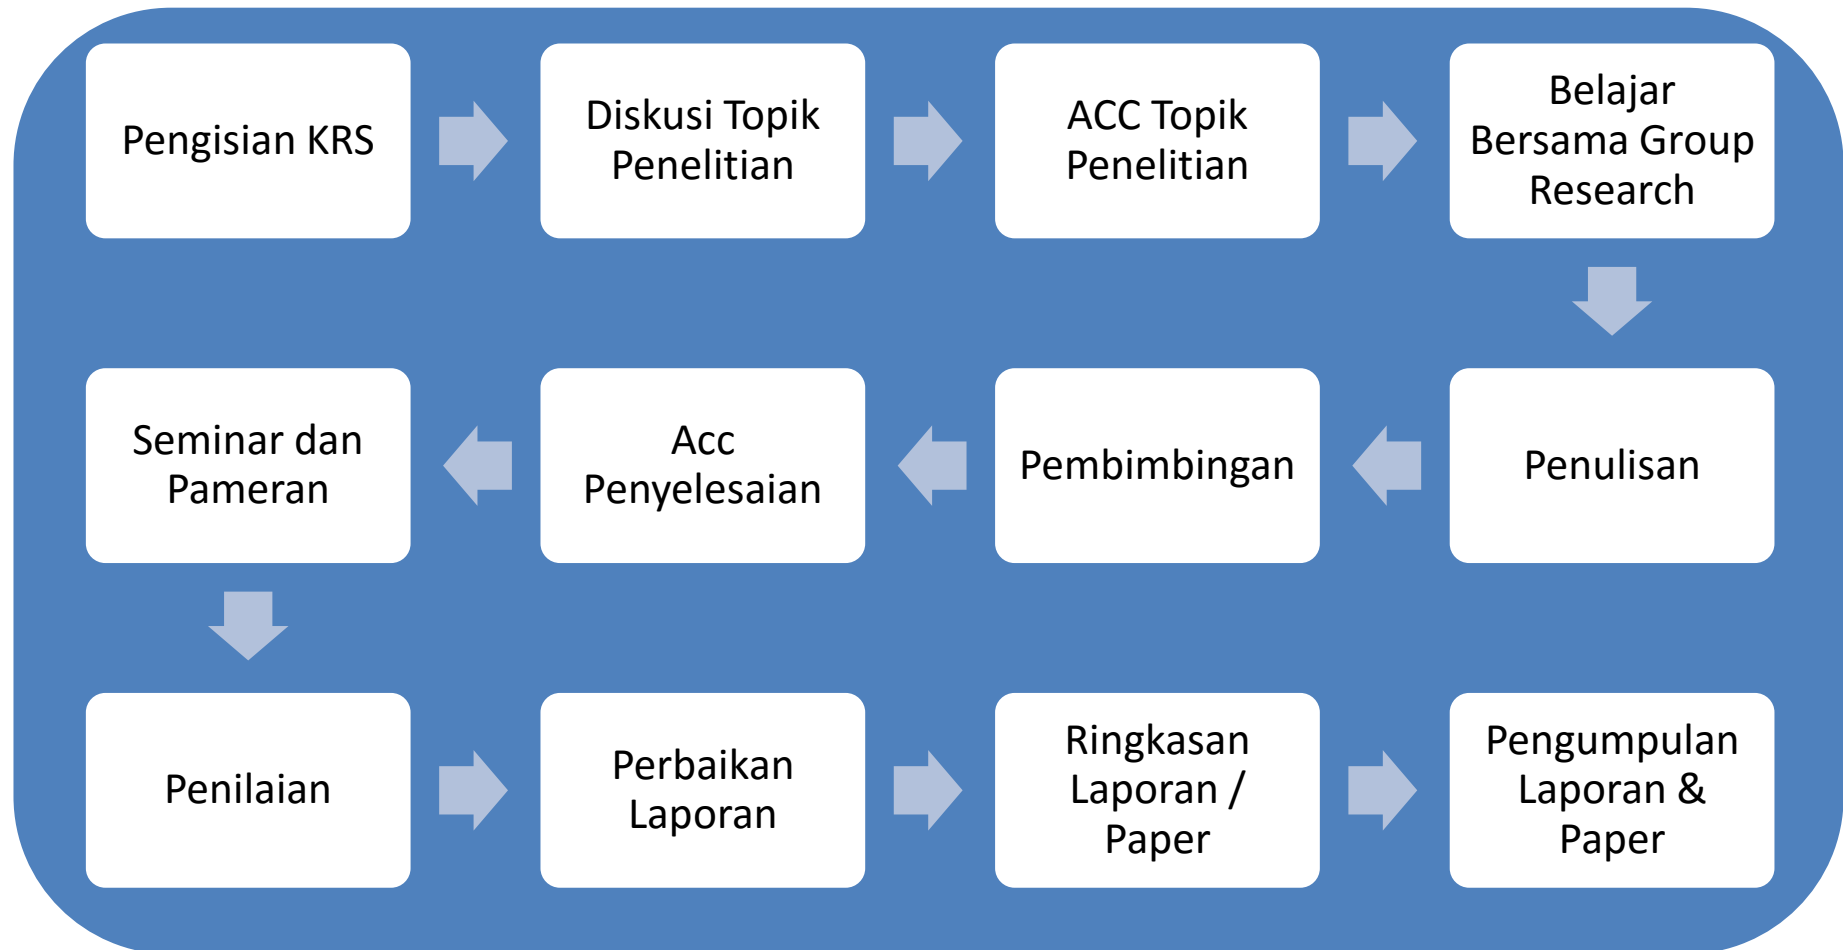 Pengisian KRS
Diskusi Topik
Penelitian
ACC Topik
Penelitian
Belajar
Bersama Group
Research
Penulisan
Pembimbingan
Acc
Penyelesaian
Seminar dan
Pameran
Penilaian
Perbaikan
Laporan
Ringkasan
Laporan /
Paper
Pengumpulan
Laporan &
Paper